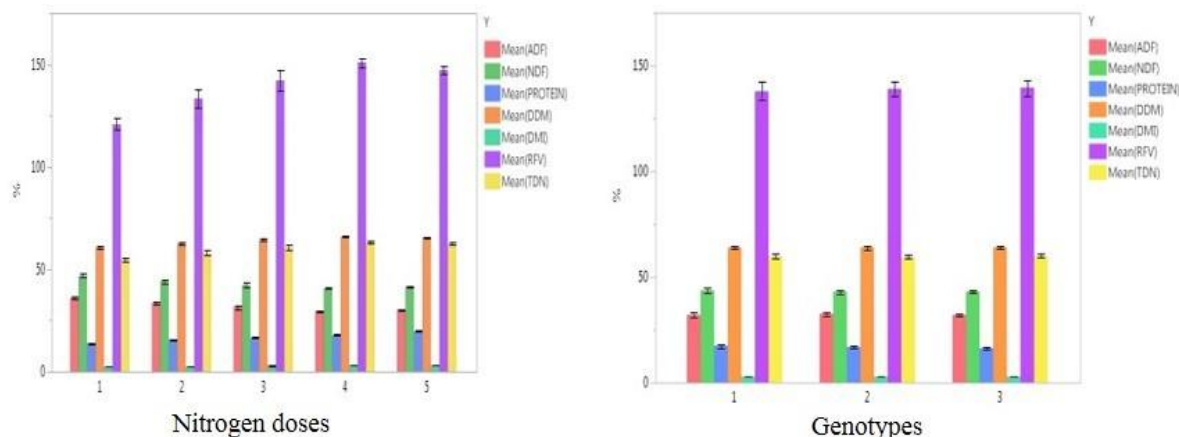 Y
Mean(ADF)
Mean(NDF)
Mean(PROTEIN)
Mean(DDM)
Mean(DMI)
Mean(RFV)
Mean(TDN)
150
100
50
0
%
1 2 3 4 5
Nitrogen doses
Y
Mean(ADF)
Mean(NDF)
Mean(PROTEIN)
Mean(DDM)
Mean(DMI)
Mean(RFV)
Mean(TDN)
150
100
50
0
%
1 2 3
Genotypes